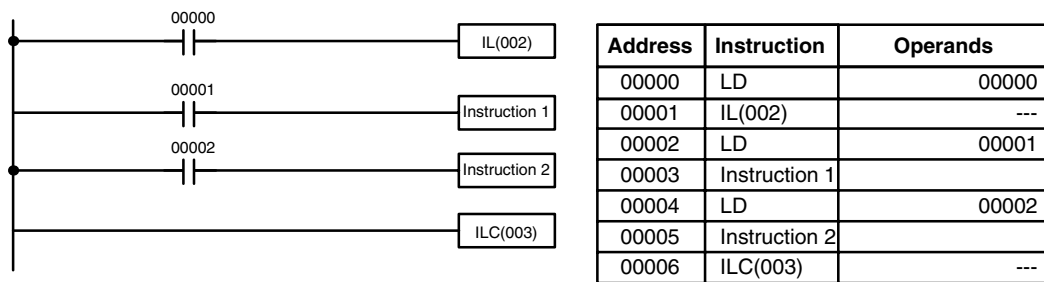 00000
IL(002)
00001
Instruction 1
00002
Instruction 2
ILC(003)
Address Instruction Operands
00000 LD 00000
00001 IL(002) ---
00002 LD 00001
00003 Instruction 1
00004 LD 00002
00005 Instruction 2
00006 ILC(003) ---